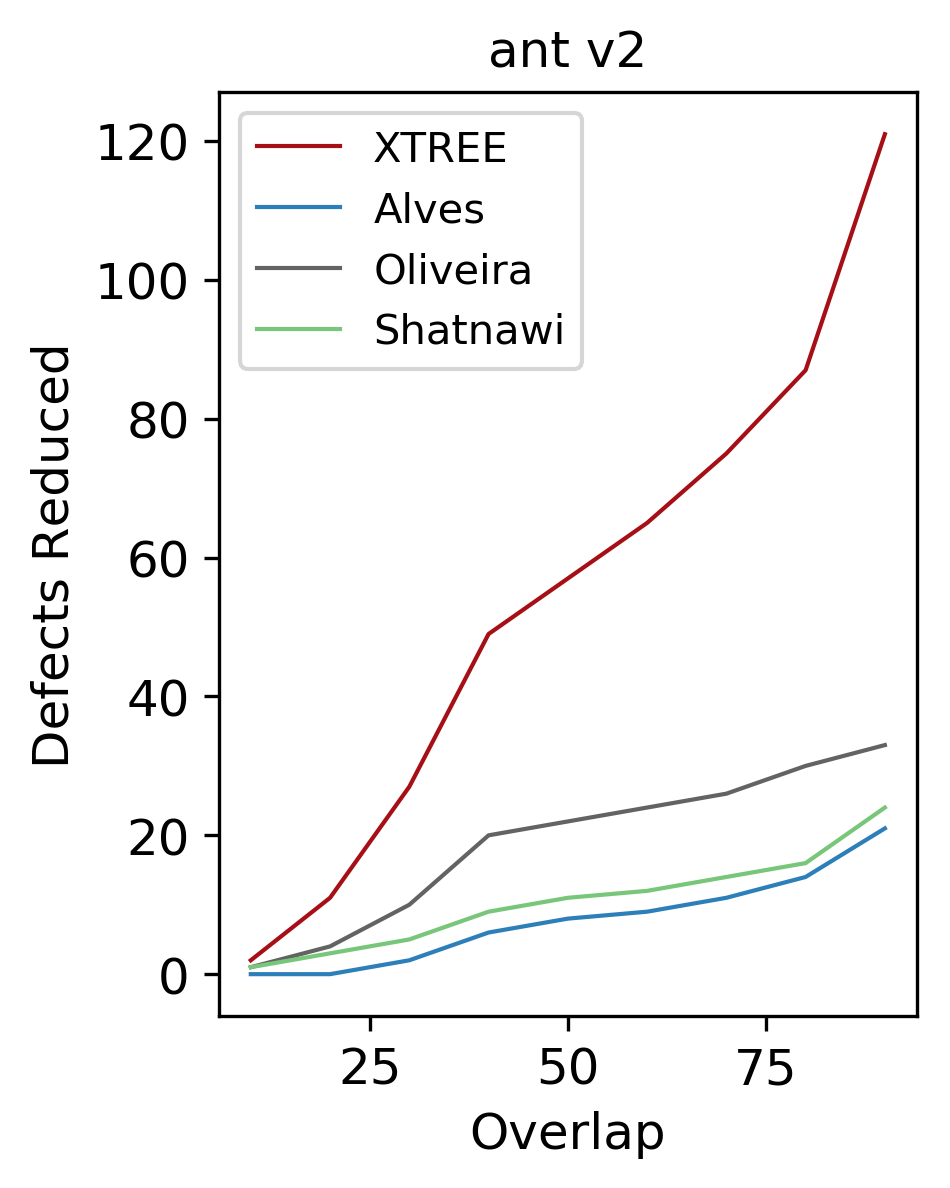 ant v2
120
100
80
60
40
20
0
Defects Reduced
XTREE
Alves
Oliveira
Shatnawi
25 50 75
Overlap